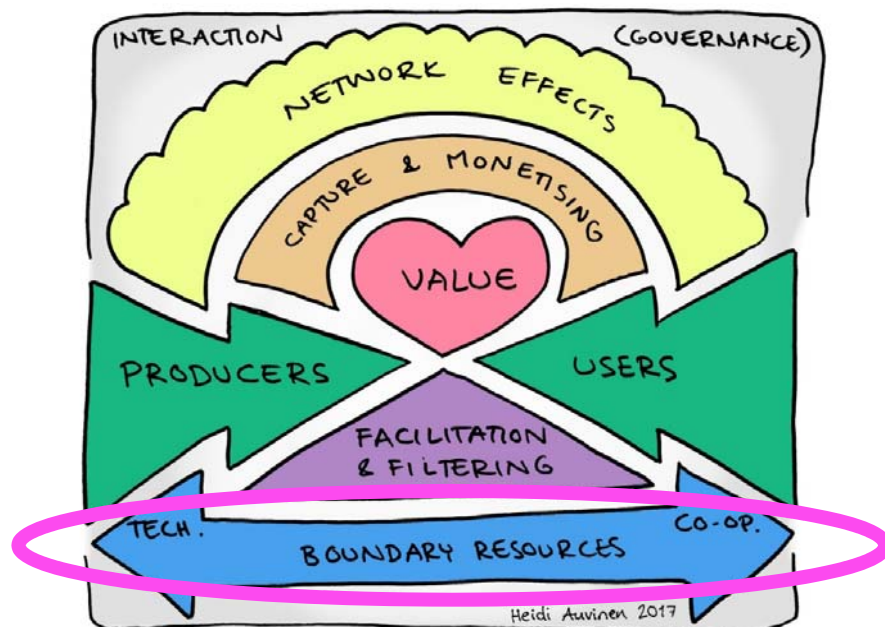 INTERACTION
(GOVERNANCE)
NETWORK EFFECTS
CAPTURE & MONETISING
VALUE
PRODUCERS
USERS
FACILITATION
& FILTERING
TECH.
CO-OP.
BOUNDARY RESOURCES
Heidi Auvinen 2017